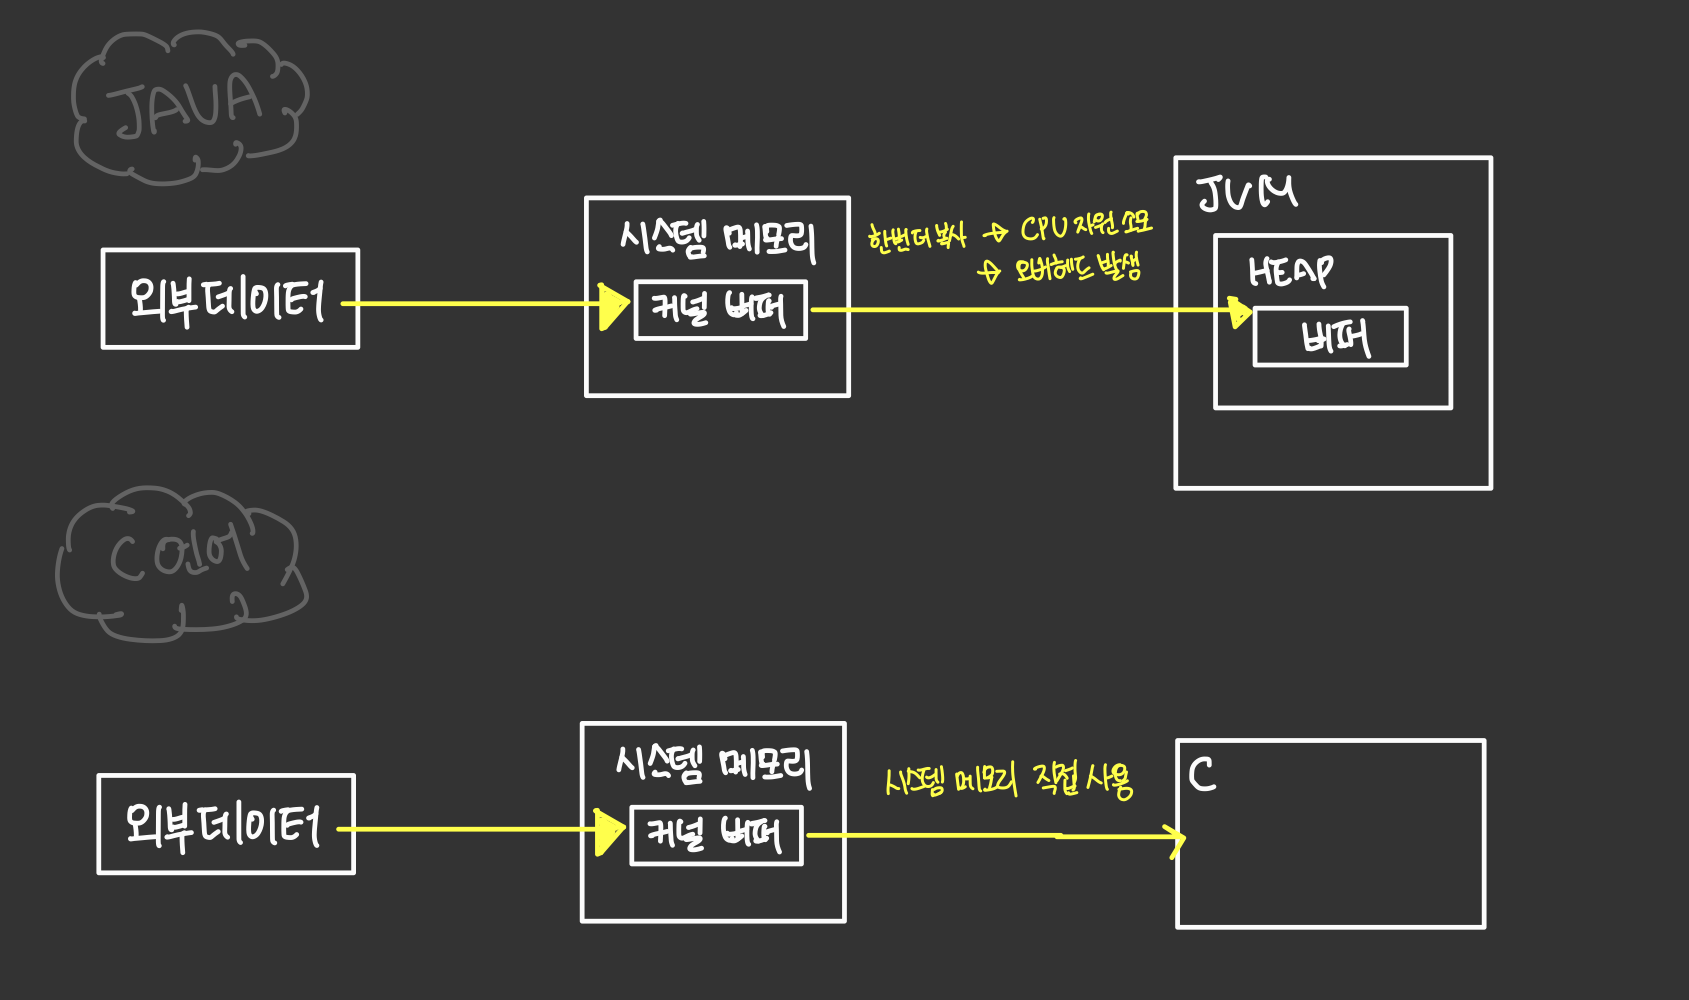 JAVA
외부데이터
시스템 메모리
커널 버퍼
한번더 복사 → CPU 자원 소모
→ 오버헤드 발생
JVM
HEAP
버퍼
C언어
외부데이터
시스템 메모리
커널 버퍼
시스템 메모리 직접 사용
C